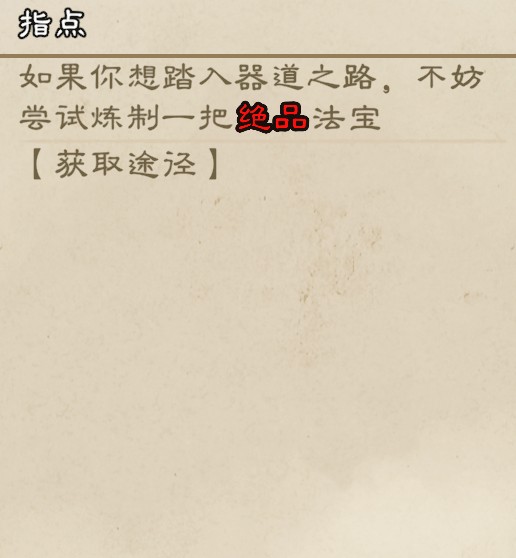 指点
如果你想踏入器道之路，不妨
尝试炼制一把绝品法宝
【获取途径】